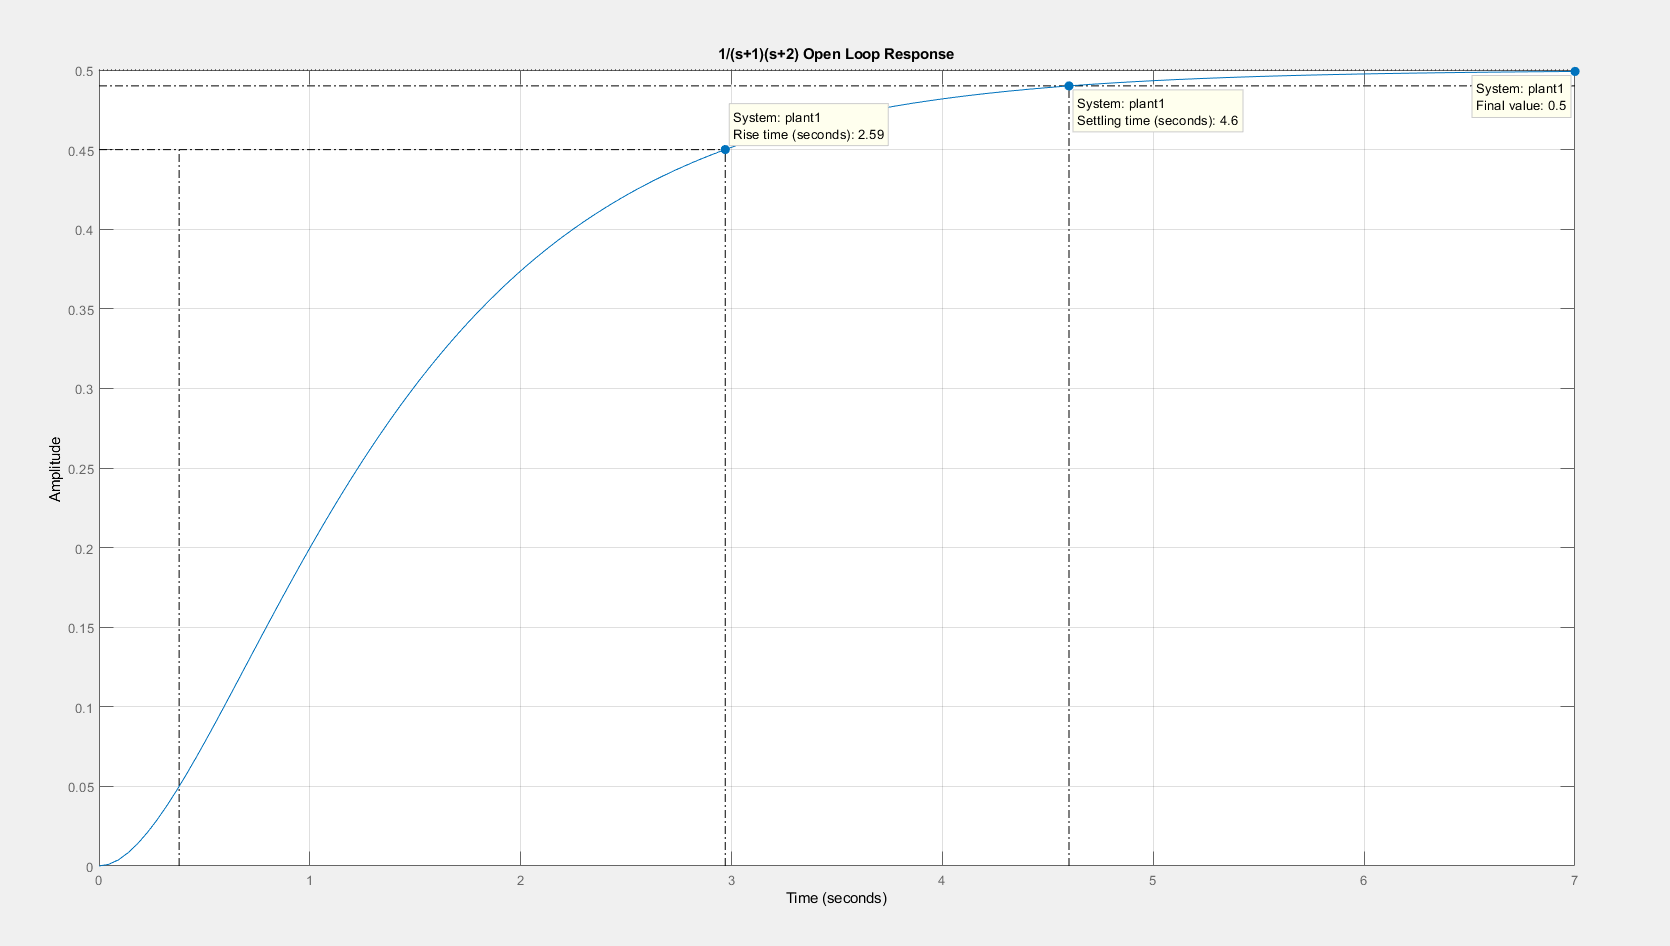 1/(s+1)(s+2) Open Loop Response
0.5
0.45
0.4
0.35
0.3
0.25
0.2
0.15
0.1
0.05
0
Amplitude
System: plant1
Rise time (seconds): 2.59
System: plant1
Settling time (seconds): 4.6
System: plant1
Final value: 0.5
0 1 2 3 4 5 6 7
Time (seconds)